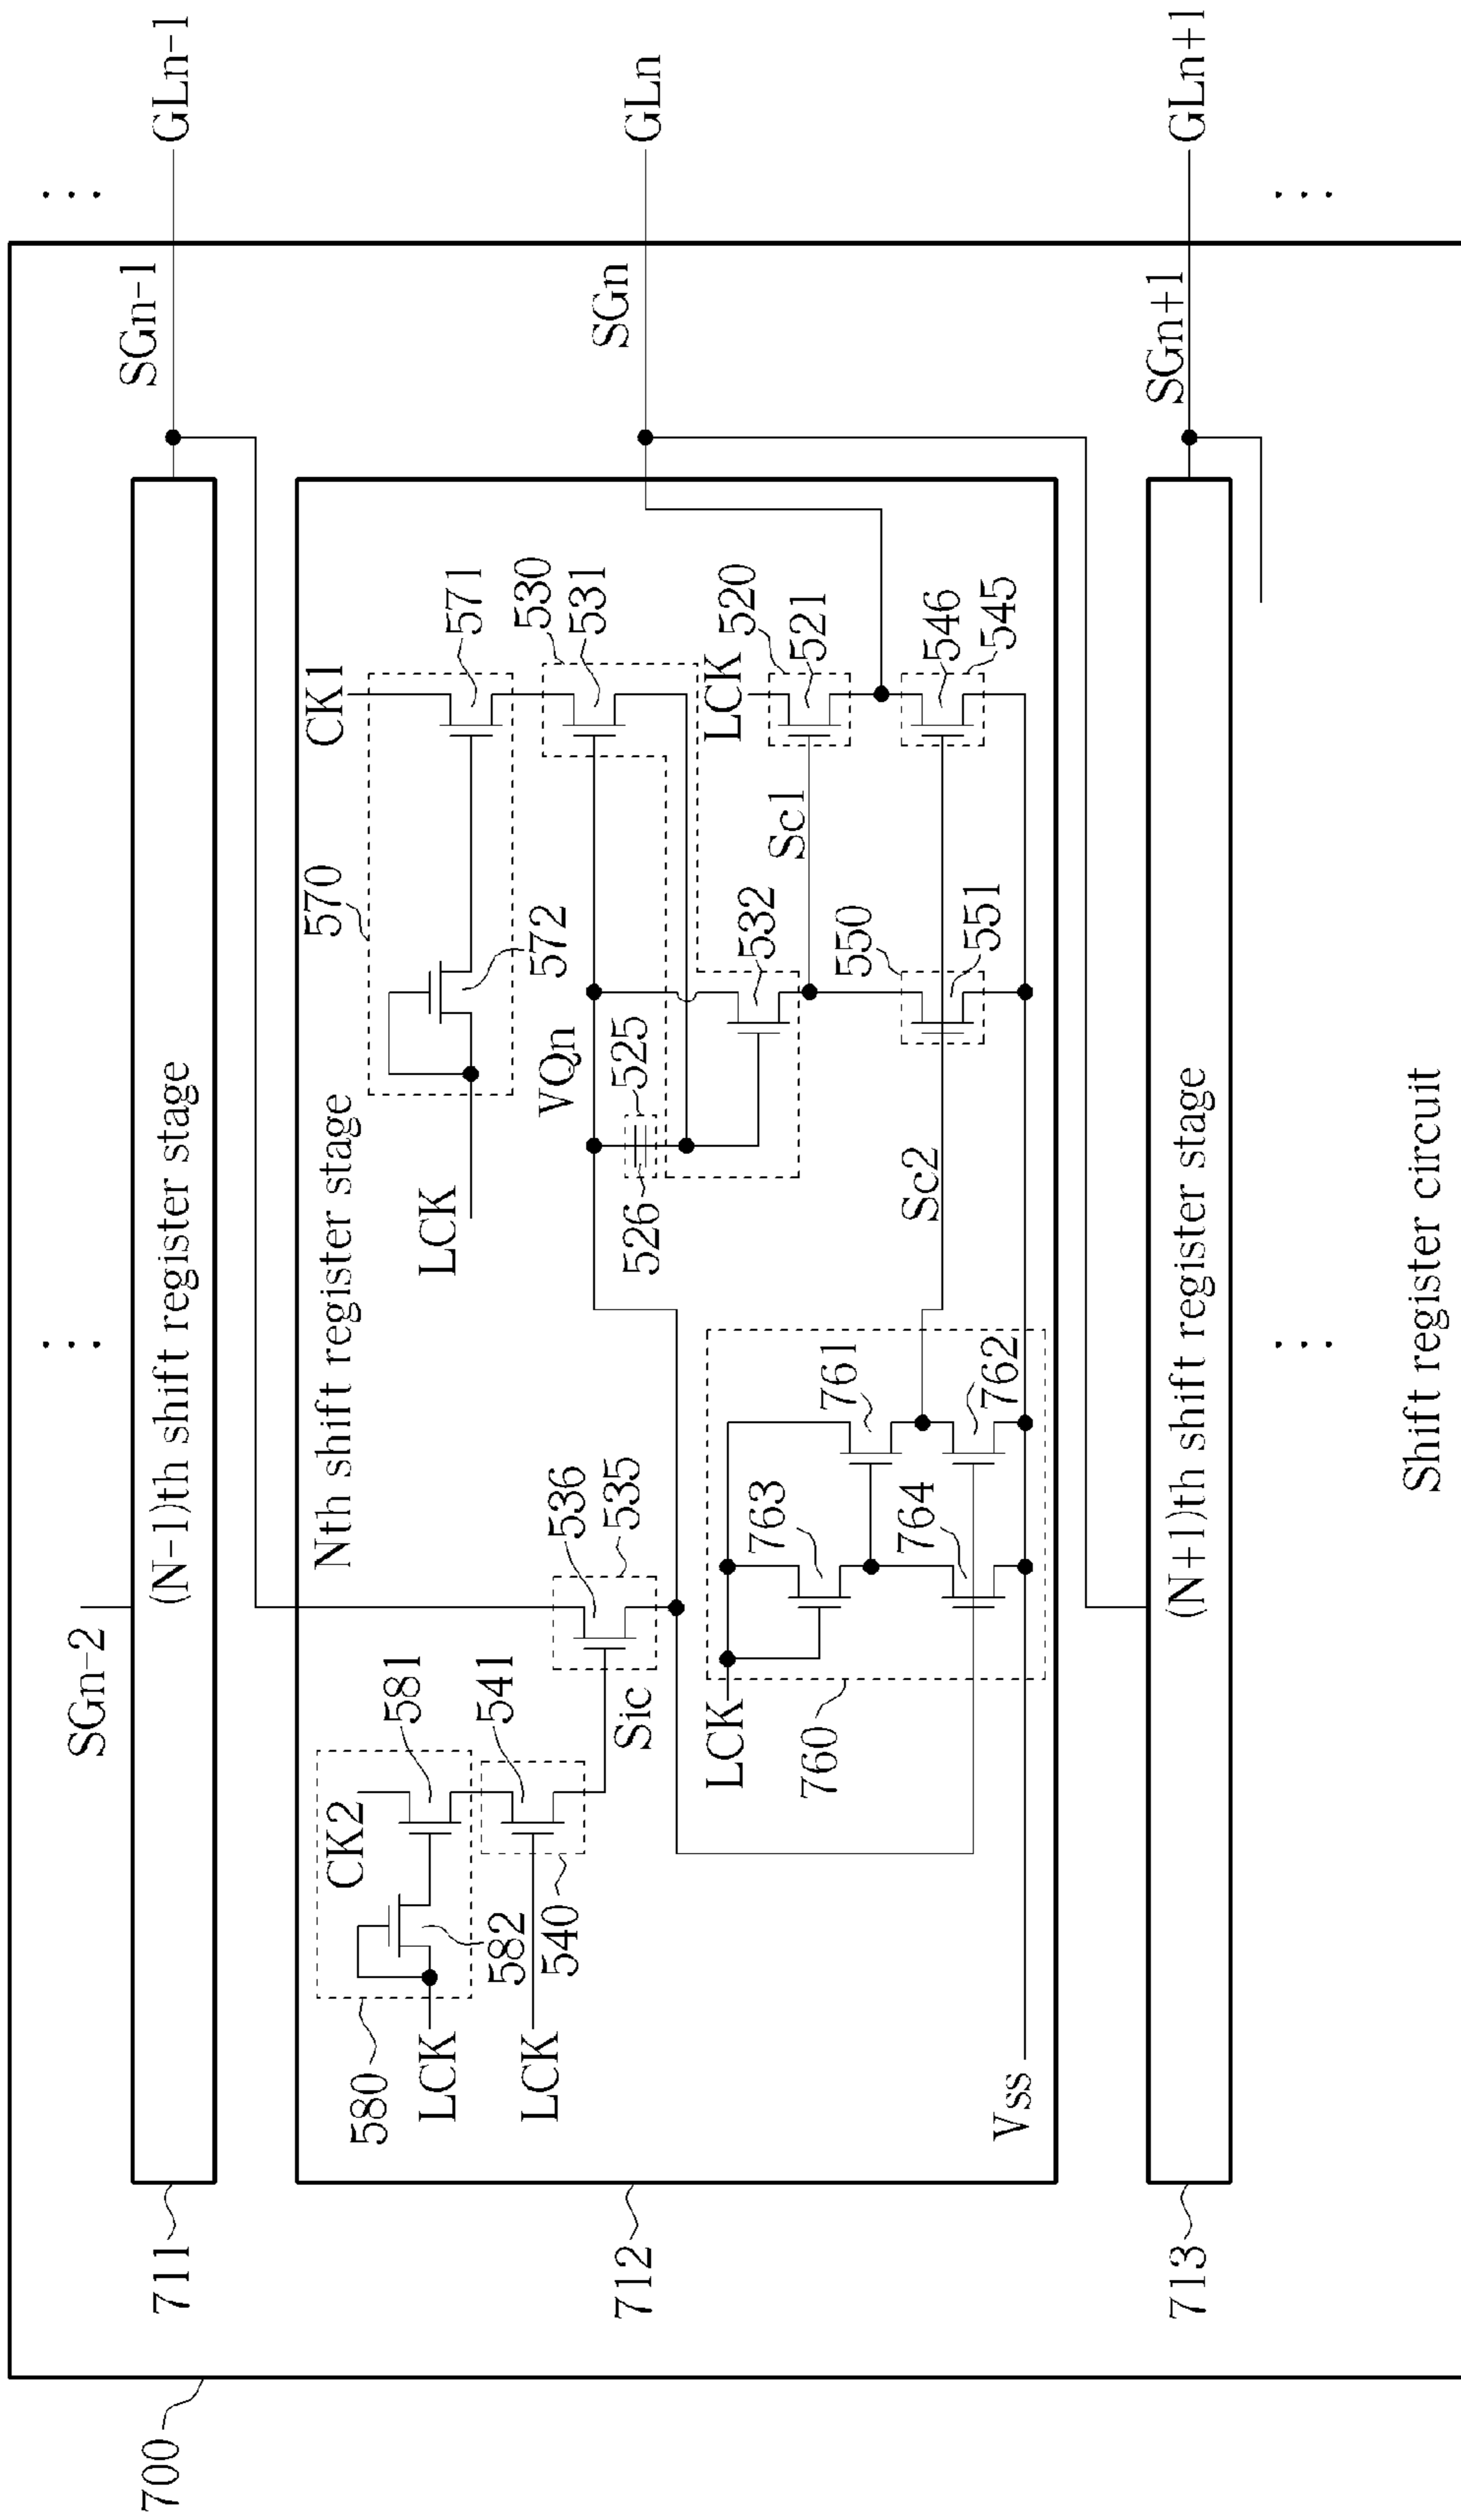 700
711
712
713
SGn-2
...
...
(N-1)th shift register stage
SGn-1
GLn-1
Nth shift register stage
580
CK2
581
582
LCK
541
540
LCK
Sic
536
535
LCK
760
763
761
764
762
Vss
LCK
570
572
CK1
571
530
531
VQn
525
526
532
Sc1
LCK
520
521
550
551
546
545
Sc2
SGn
GLn
(N+1)th shift register stage
SGn+1
GLn+1
...
...
Shift register circuit